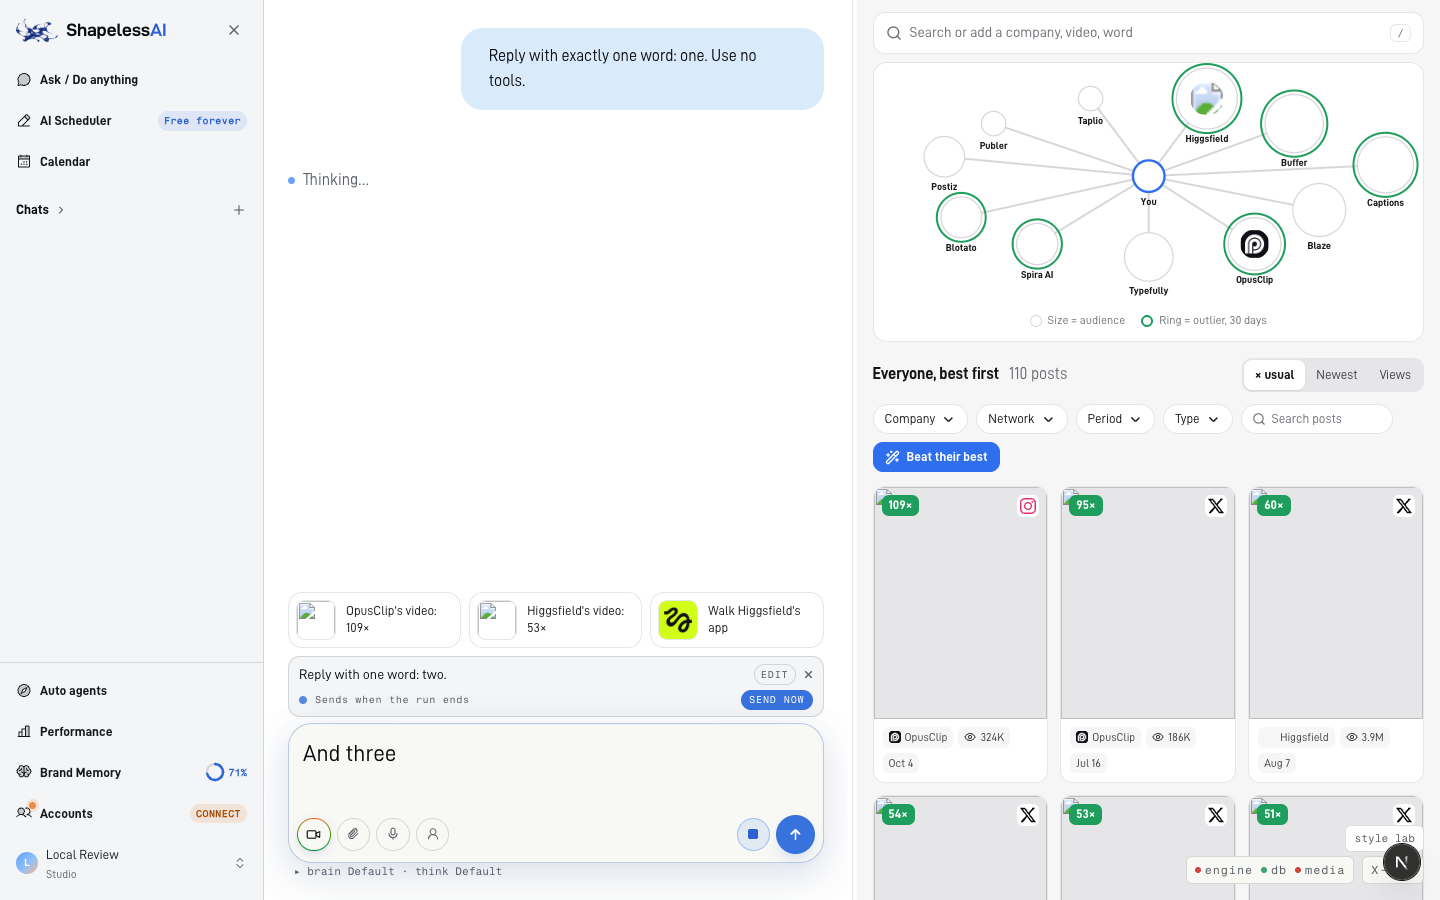 ShapelessAI
Ask / Do anything
AI Scheduler
Free forever
Calendar
Chats
Auto agents
Performance
Brand Memory
71%
Accounts
CONNECT
L
Local Review
Studio
Reply with exactly one word: one. Use no
tools.
Thinking...
OpusClip's video:
109×
Higgsfield's video:
53×
Walk Higgsfield's
app
Reply with one word: two.
EDIT
Sends when the run ends
SEND NOW
And three
brain Default · think Default
Search or add a company, video, word
/
Taplio
Higgsfield
Publer
Buffer
Postiz
You
Captions
Blotato
Blaze
Spira AI
OpusClip
Typefully
Size = audience
Ring = outlier, 30 days
Everyone, best first
110 posts
× usual
Newest
Views
Company
Network
Period
Type
Search posts
Beat their best
109×
95×
60×
OpusClip
324K
Oct 4
OpusClip
186K
Jul 16
Higgsfield
3.9M
Aug 7
54×
53×
51×
style lab
engine
db
media
X-
N